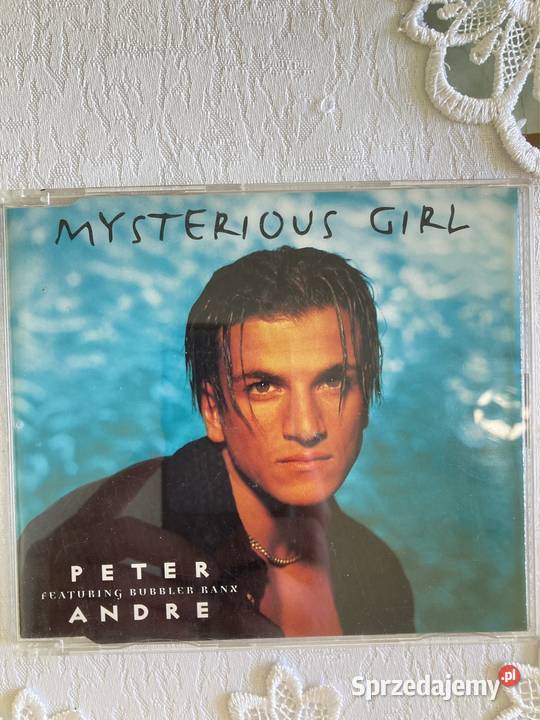 MYSTERIOUS GIRL
PETER
FEATURING BUBBLER RANX
ANDRE
Sprzedajemy.pl